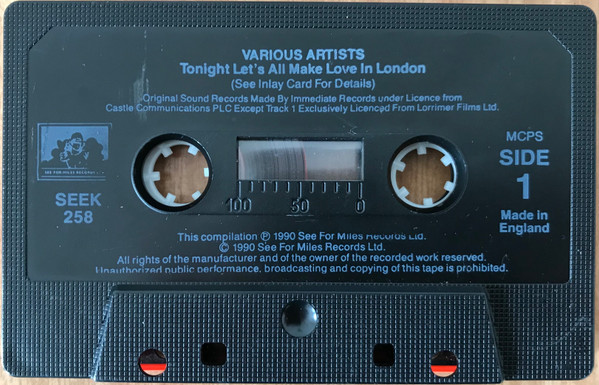 VARIOUS ARTISTS
Tonight Let's All Make Love In London
(See Inlay Card For Details)
Original Sound Records Made By Immediate Records under Licence from
Castle Communications PLC Except Track 1 Exclusively Licenced From Lorrimer Films Ltd.
SEE FOR MILES RECORDS
SEEK
258
MCPS
SIDE
1
Made in
England
100 50 0
This compilation ℗ 1990 See For Miles Records Ltd.
© 1990 See For Miles Records Ltd.
All rights of the manufacturer and of the owner of the recorded work reserved.
Unauthorized public performance, broadcasting and copying of this tape is prohibited.